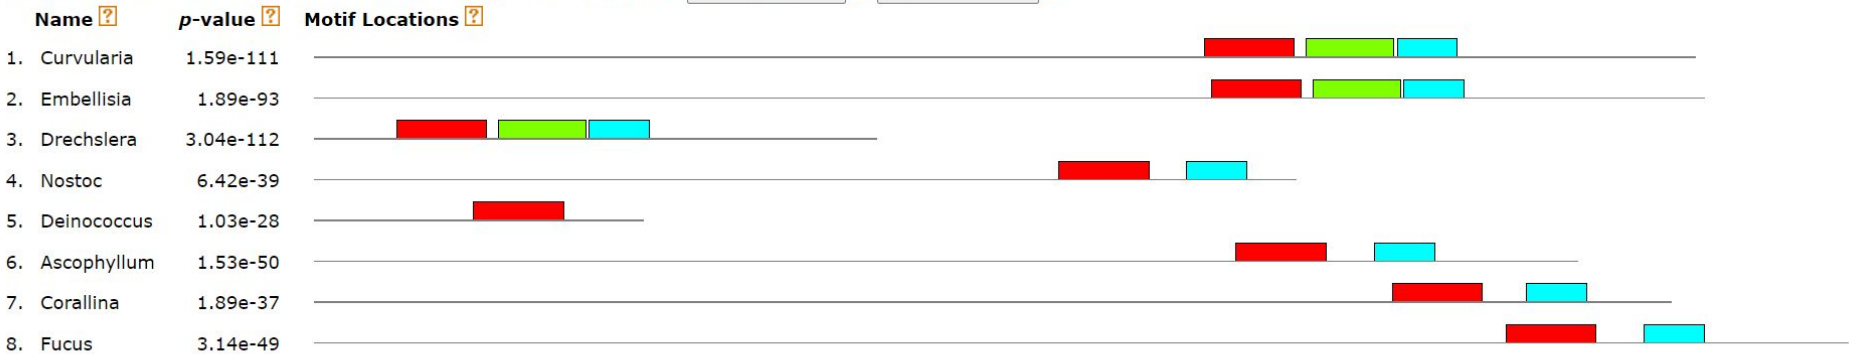 Name ? p-value ? Motif Locations ?
1. Curvularia 1.59e-111
2. Embellisia 1.89e-93
3. Drechslera 3.04e-112
4. Nostoc 6.42e-39
5. Deinococcus 1.03e-28
6. Ascophyllum 1.53e-50
7. Corallina 1.89e-37
8. Fucus 3.14e-49